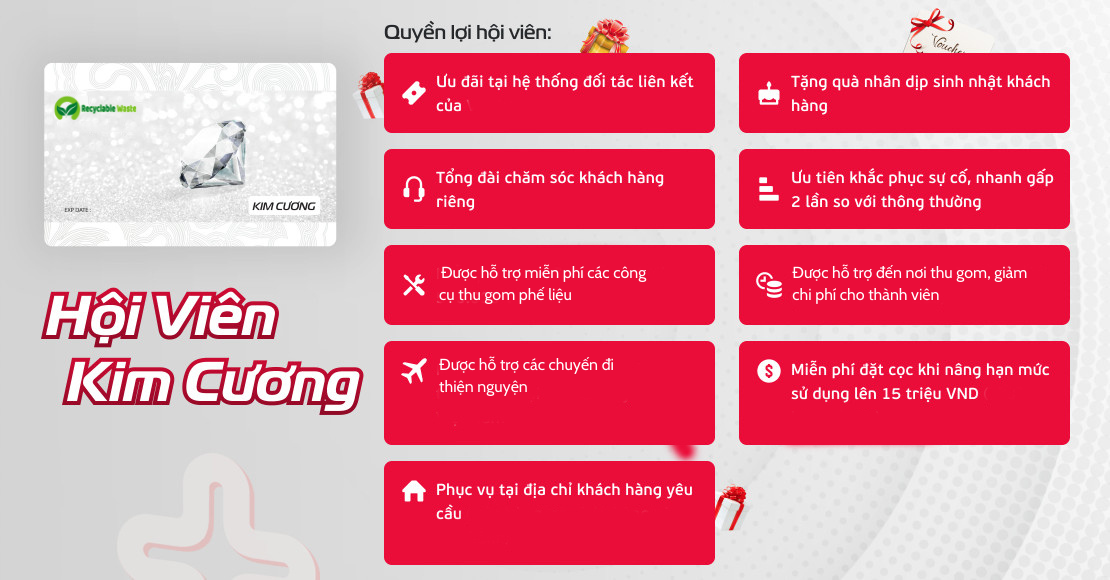 Quyền lợi hội viên:
Voucher
Recyclable Waste
EXP DATE :
KIM CƯƠNG
Hội Viên
Kim Cương
Ưu đãi tại hệ thống đối tác liên kết
của
Tặng quà nhân dịp sinh nhật khách
hàng
Tổng đài chăm sóc khách hàng
riêng
Ưu tiên khắc phục sự cố, nhanh gấp
2 lần so với thông thường
Được hỗ trợ miễn phí các công
cụ thu gom phế liệu
Được hỗ trợ đến nơi thu gom, giảm
chi phí cho thành viên
Được hỗ trợ các chuyến đi
thiện nguyện
Miễn phí đặt cọc khi nâng hạn mức
sử dụng lên 15 triệu VND
Phục vụ tại địa chỉ khách hàng yêu
cầu